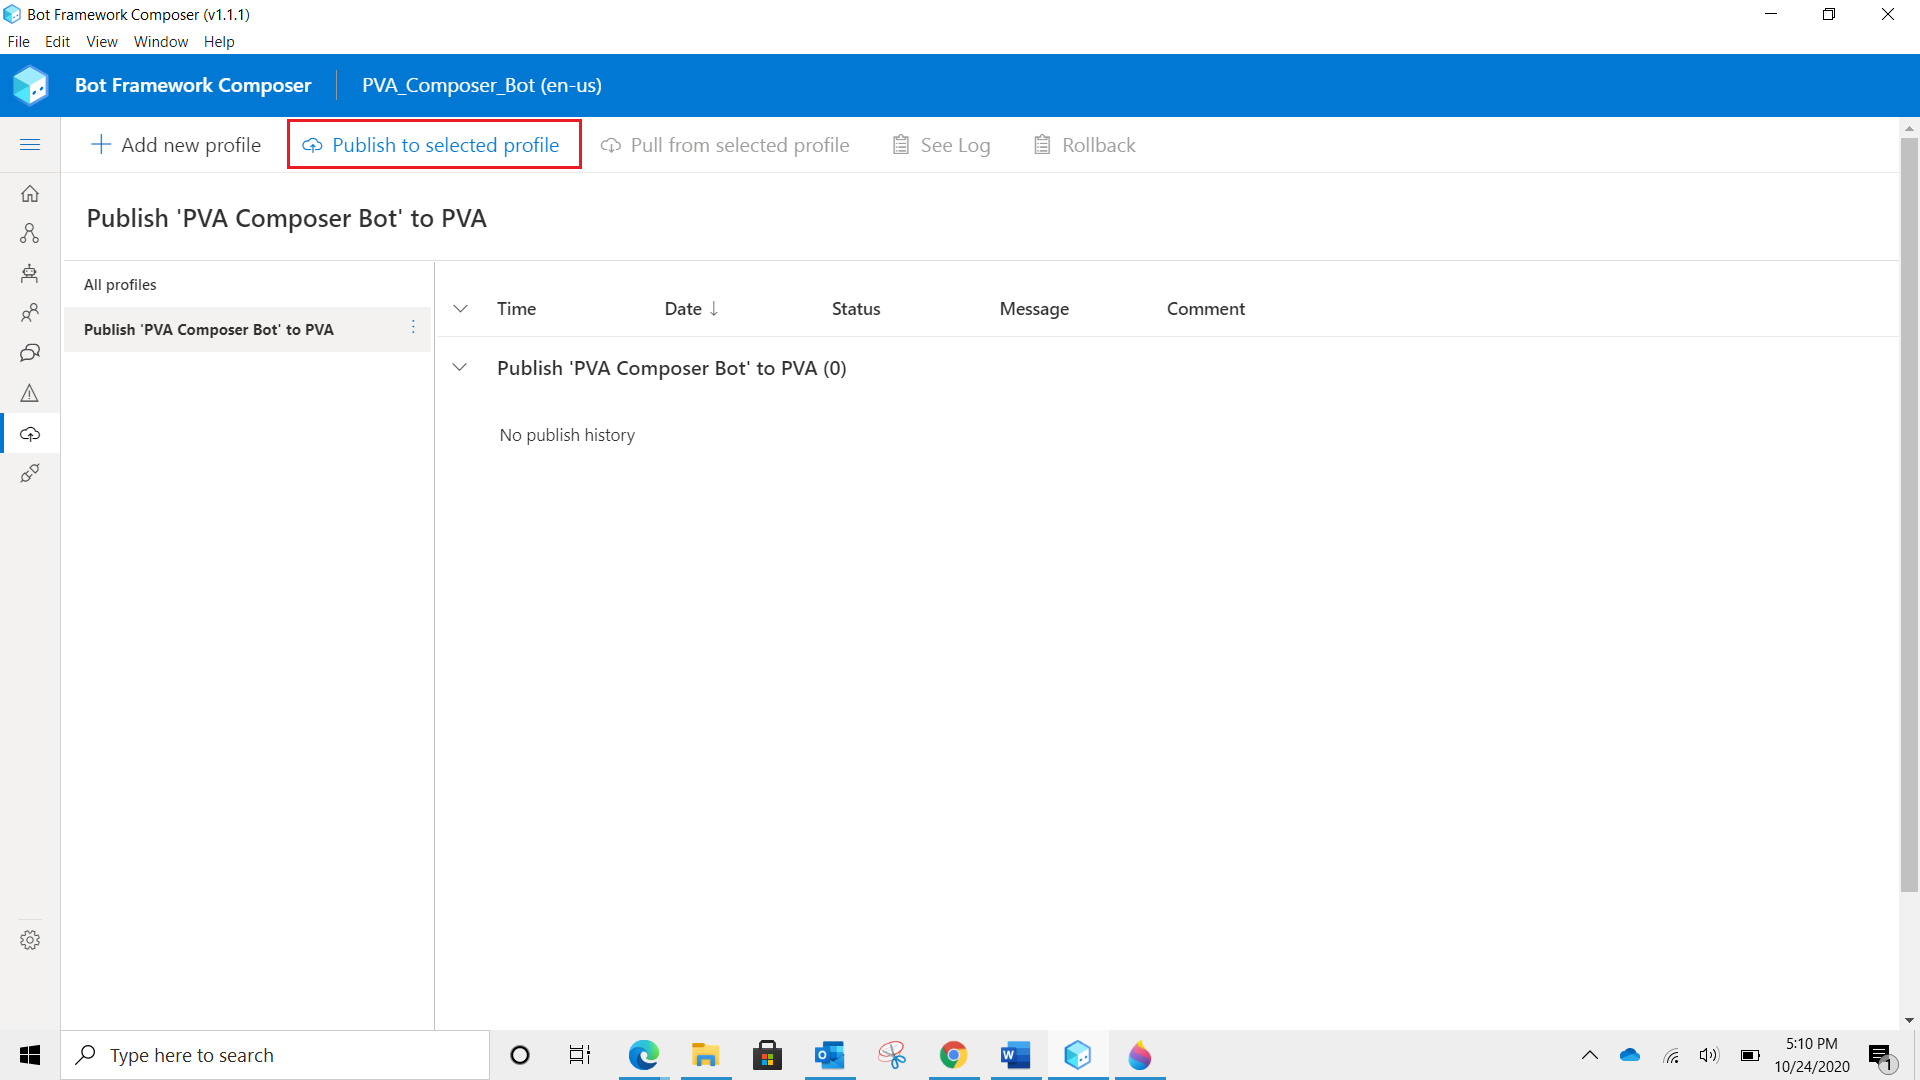 Bot Framework Composer (v1.1.1)
File Edit View Window Help
Bot Framework Composer PVA_Composer_Bot (en-us)
Add new profile Publish to selected profile Pull from selected profile See Log Rollback
Publish 'PVA Composer Bot' to PVA
All profiles
Publish 'PVA Composer Bot' to PVA
Time Date ↓ Status Message Comment
Publish 'PVA Composer Bot' to PVA (0)
No publish history
Type here to search
5:10 PM
10/24/2020
1